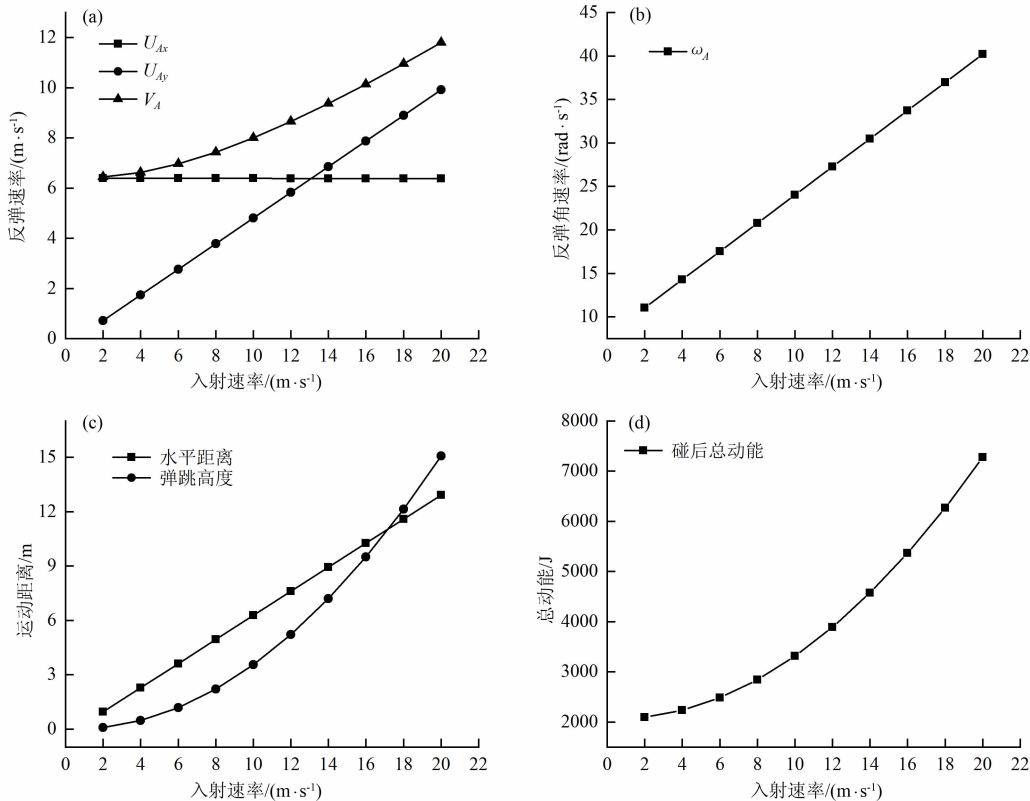 (a)
U_Ax
U_Ay
V_A
12
10
8
6
4
2
0
反弹速率/(m·s⁻¹)
0 2 4 6 8 10 12 14 16 18 20 22
入射速率/(m·s⁻¹)
(b)
ω_A
45
40
35
30
25
20
15
10
反弹角速率/(rad·s⁻¹)
0 2 4 6 8 10 12 14 16 18 20 22
入射速率/(m·s⁻¹)
(c)
水平距离
弹跳高度
15
12
9
6
3
0
运动距离/m
0 2 4 6 8 10 12 14 16 18 20 22
入射速率/(m·s⁻¹)
(d)
碰后总动能
8000
7000
6000
5000
4000
3000
2000
总动能/J
0 2 4 6 8 10 12 14 16 18 20 22
入射速率/(m·s⁻¹)